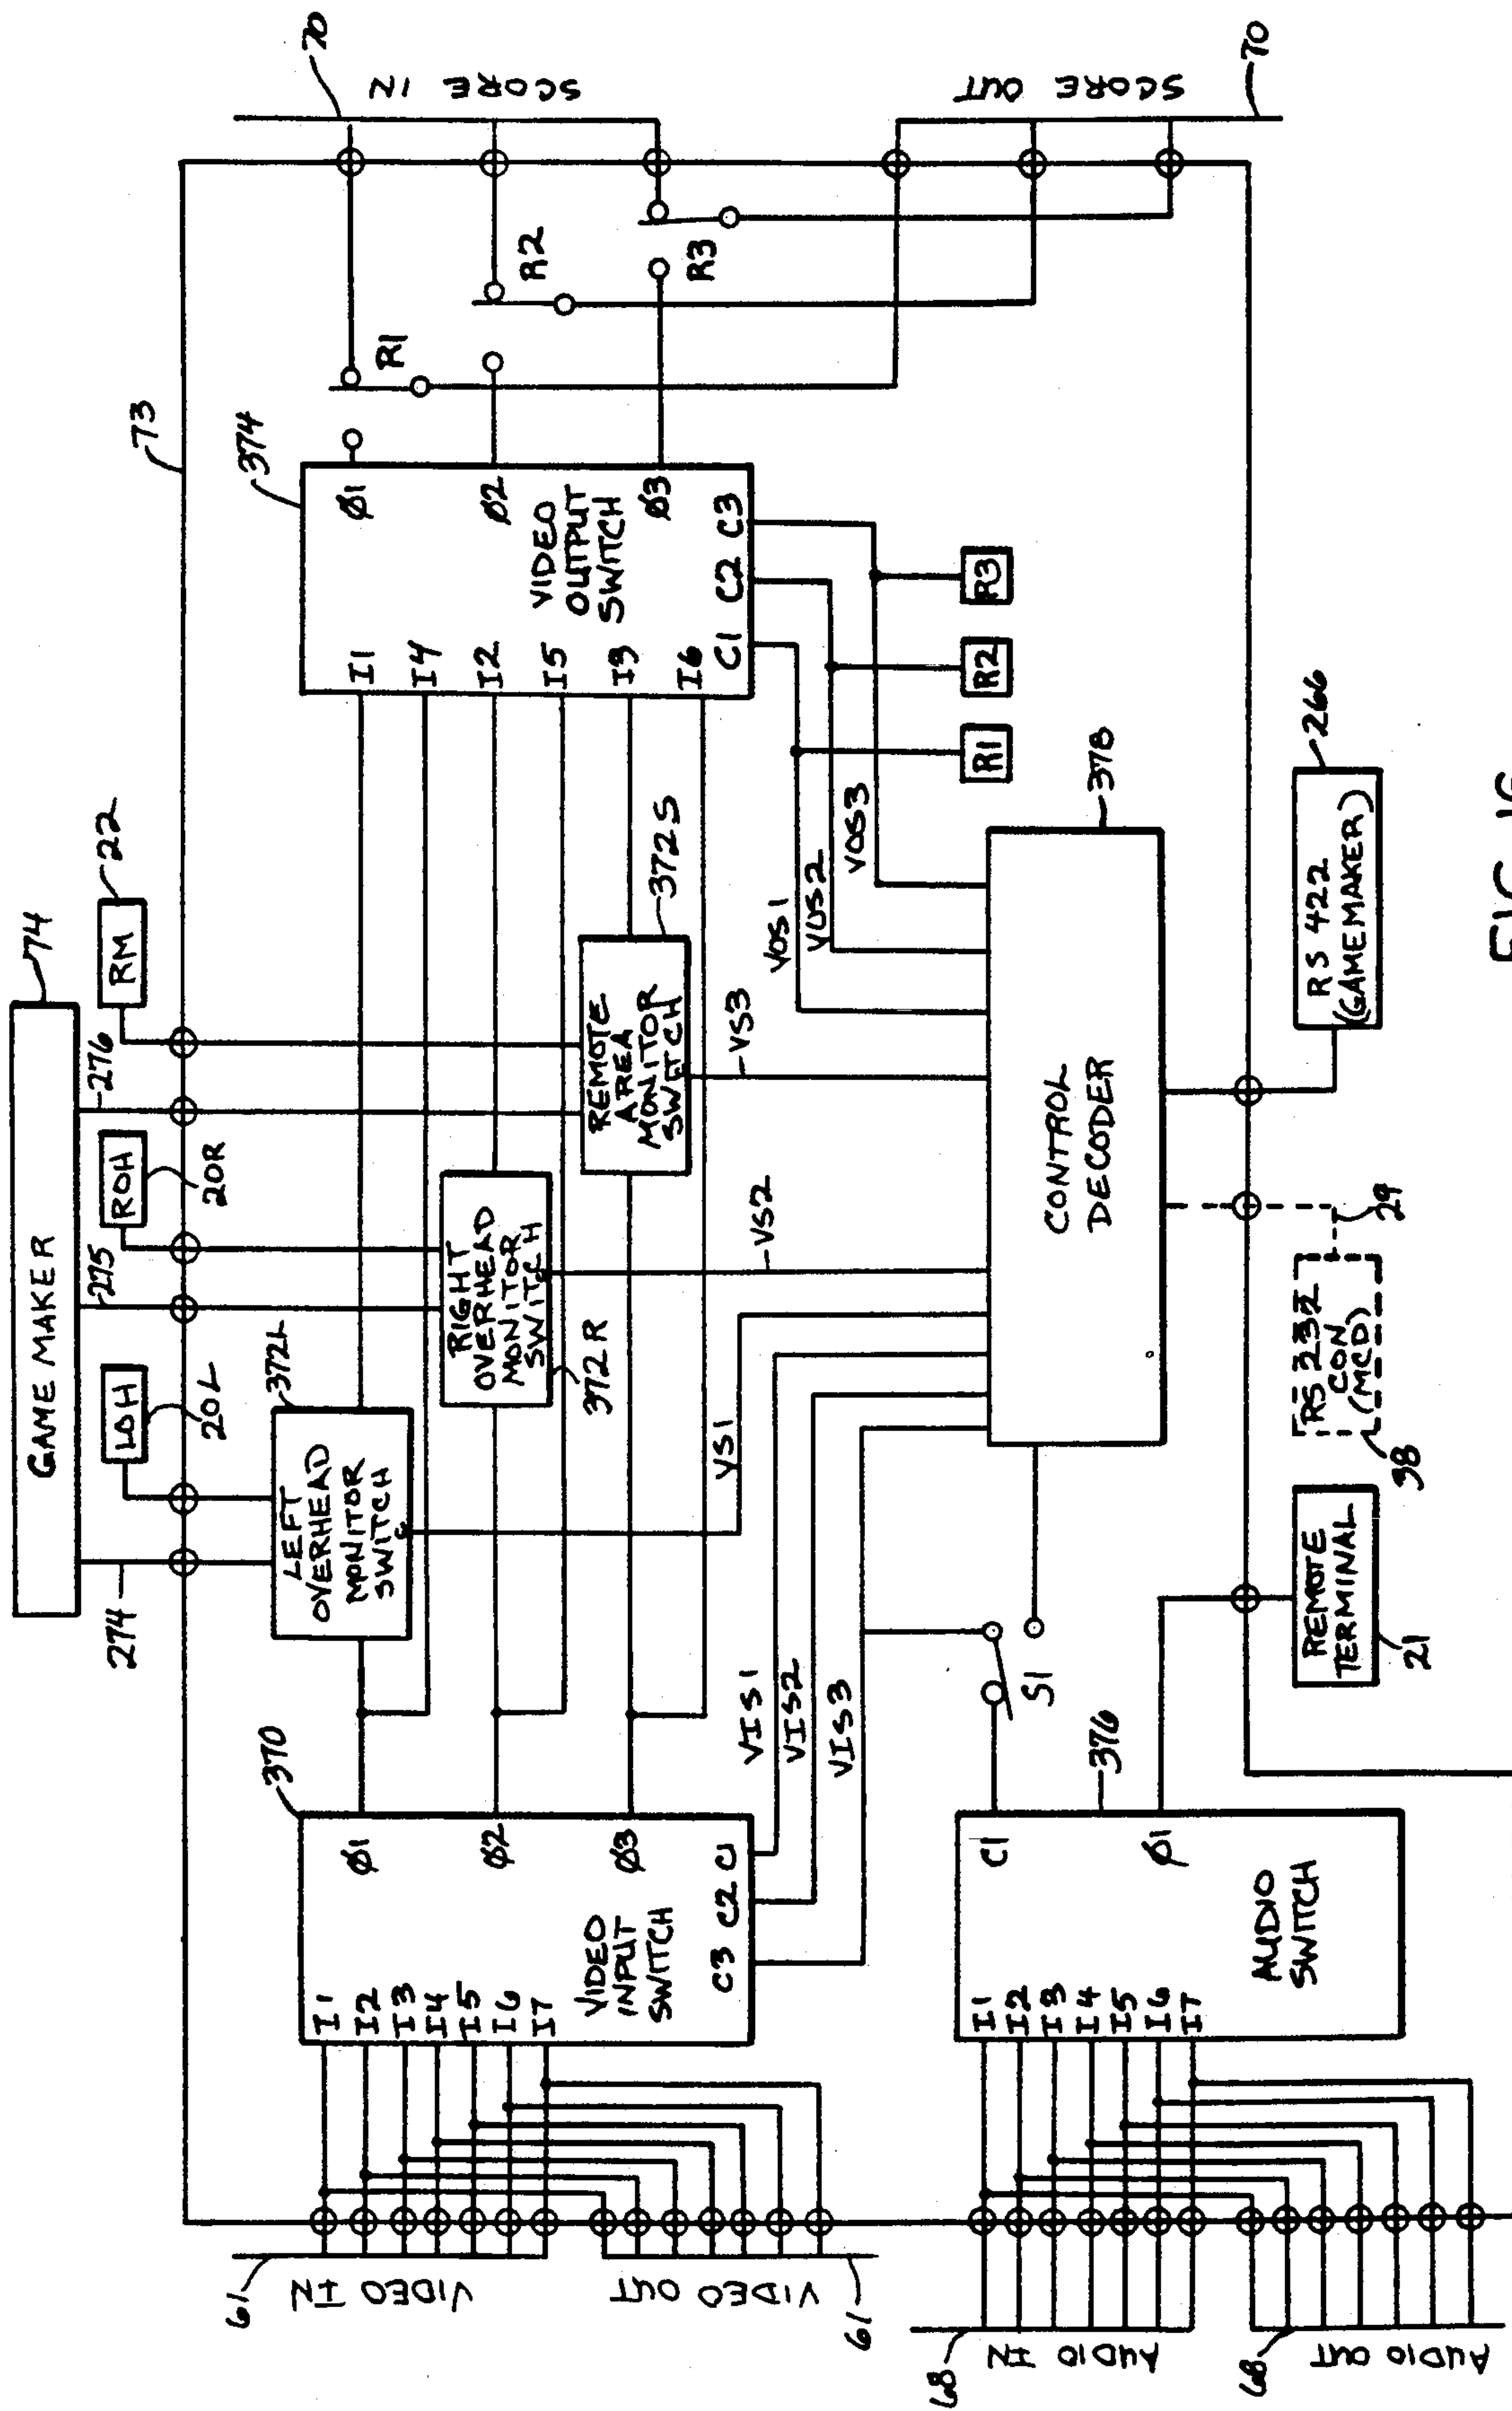 GAME MAKER
74
274
275
276
LOH
20L
ROH
20R
RM
22
73
372L
LEFT
OVERHEAD
MONITOR
SWITCH
C
RIGHT
OVERHEAD
MONITOR
SWITCH
C
372R
REMOTE
AREA
MONITOR
SWITCH
C
372S
61
VIDEO IN
VIDEO OUT
61
370
I1
I2
I3
I4
I5
I6
I7
Ø1
Ø2
Ø3
VIDEO
INPUT
SWITCH
C3 C2 C1
374
I1
I4
I2
I5
I3
I6
Ø1
Ø2
Ø3
VIDEO
OUTPUT
SWITCH
C1 C2 C3
R1
R2
R3
70
SCORE IN
SCORE OUT
70
VS1
VS2
VS3
VIS1
VIS2
VIS3
VOS1
VOS2
VOS3
R1
R2
R3
S1
CONTROL
DECODER
378
68
AUDIO IN
68
AUDIO OUT
I1
I2
I3
I4
I5
I6
I7
C1
Ø1
AUDIO
SWITCH
376
REMOTE
TERMINAL
21
RS 232
CON
(MCD)
38
29
RS 422
(GAMEMAKER)
266